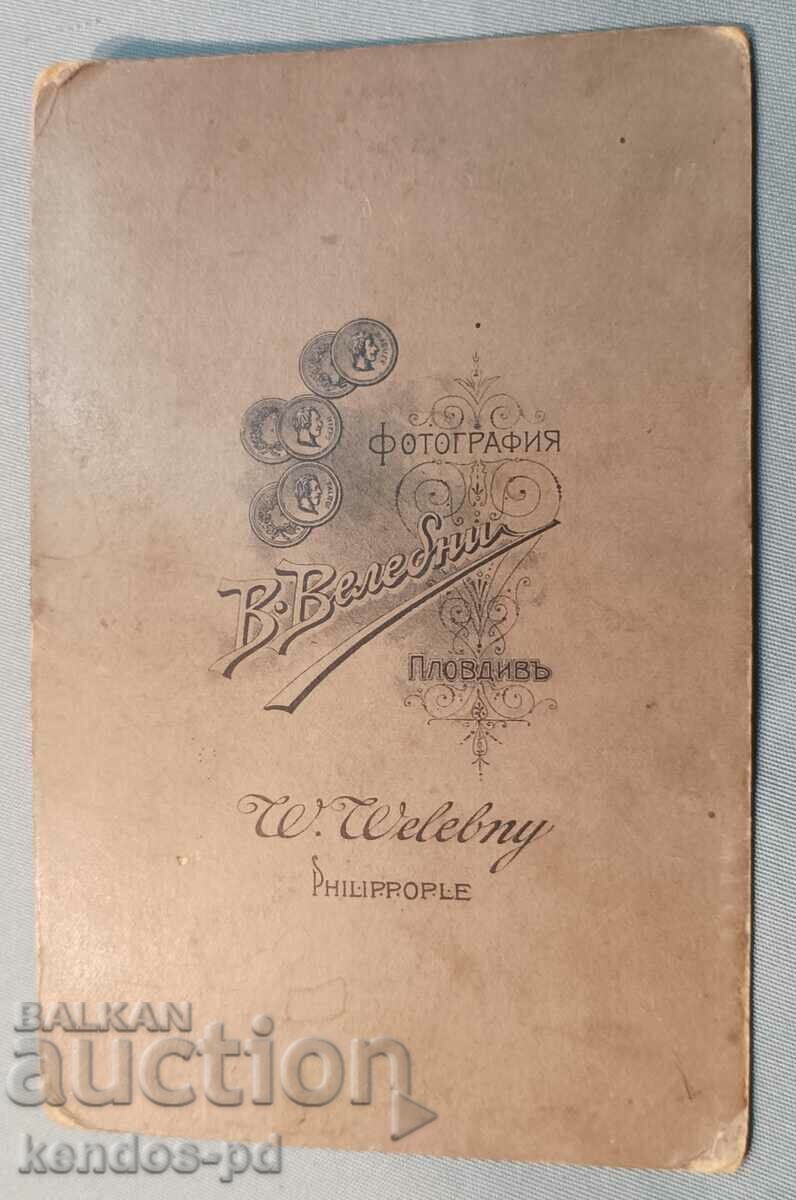 ФОТОГРАФИЯ
В. Велебни
ПЛОВДИВЪ
W. Welebny
PHILIPPOPLE
BALKAN
auction
kendos-pd